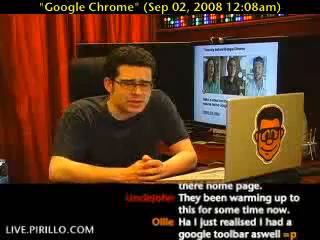 "Google Chrome" (Sep 02, 2008 12:08am)
there home page.
UncleJohn They been warming up to
this for some time now.
Ollie Ha I just realised I had a
google toolbar aswell =p
LIVE.PIRILLO.COM